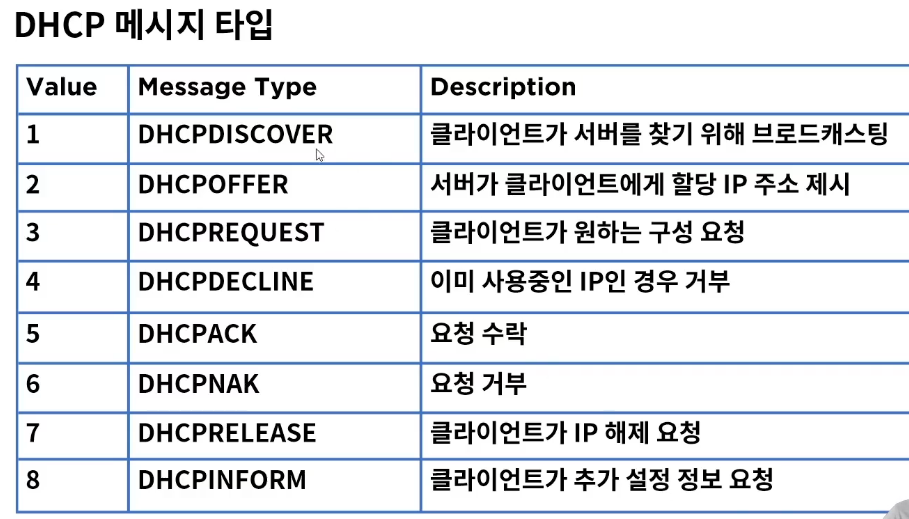 DHCP 메시지 타입
Value Message Type Description
1 DHCPDISCOVER 클라이언트가 서버를 찾기 위해 브로드캐스팅
2 DHCPOFFER 서버가 클라이언트에게 할당 IP 주소 제시
3 DHCPREQUEST 클라이언트가 원하는 구성 요청
4 DHCPDECLINE 이미 사용중인 IP인 경우 거부
5 DHCPACK 요청 수락
6 DHCPNAK 요청 거부
7 DHCPRELEASE 클라이언트가 IP 해제 요청
8 DHCPINFORM 클라이언트가 추가 설정 정보 요청